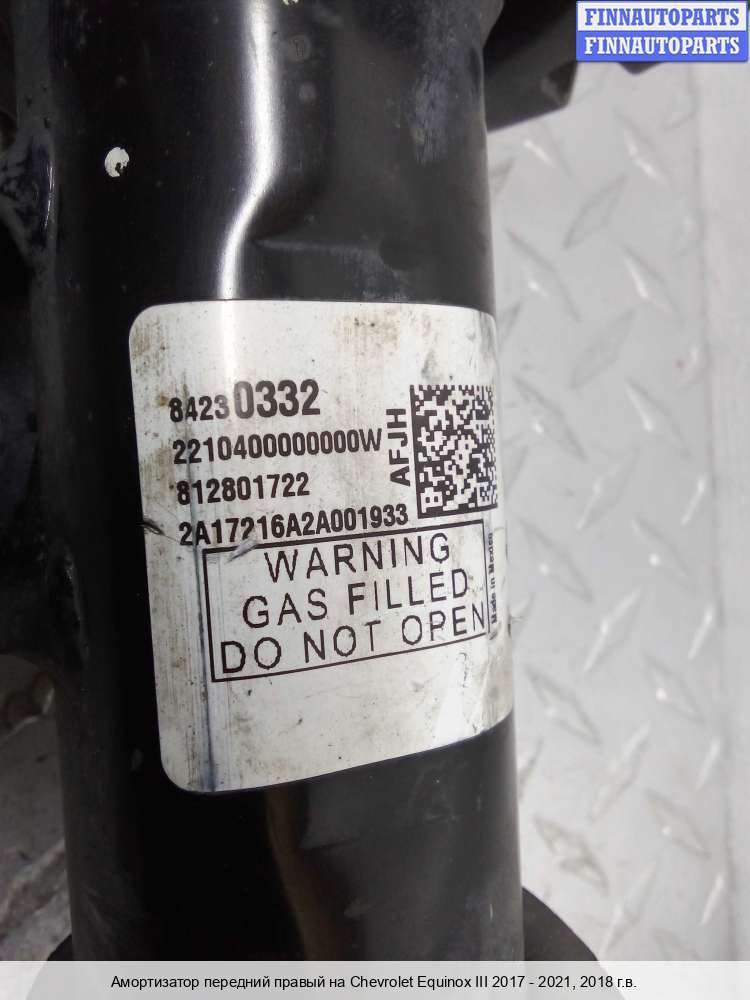 FINNAUTOPARTS
FINNAUTOPARTS
84230332
2210400000000W
812801722
2A17216A2A001933
AFJH
WARNING
GAS FILLED
DO NOT OPEN
Made in Mexico
Амортизатор передний правый на Chevrolet Equinox III 2017 - 2021, 2018 г.в.